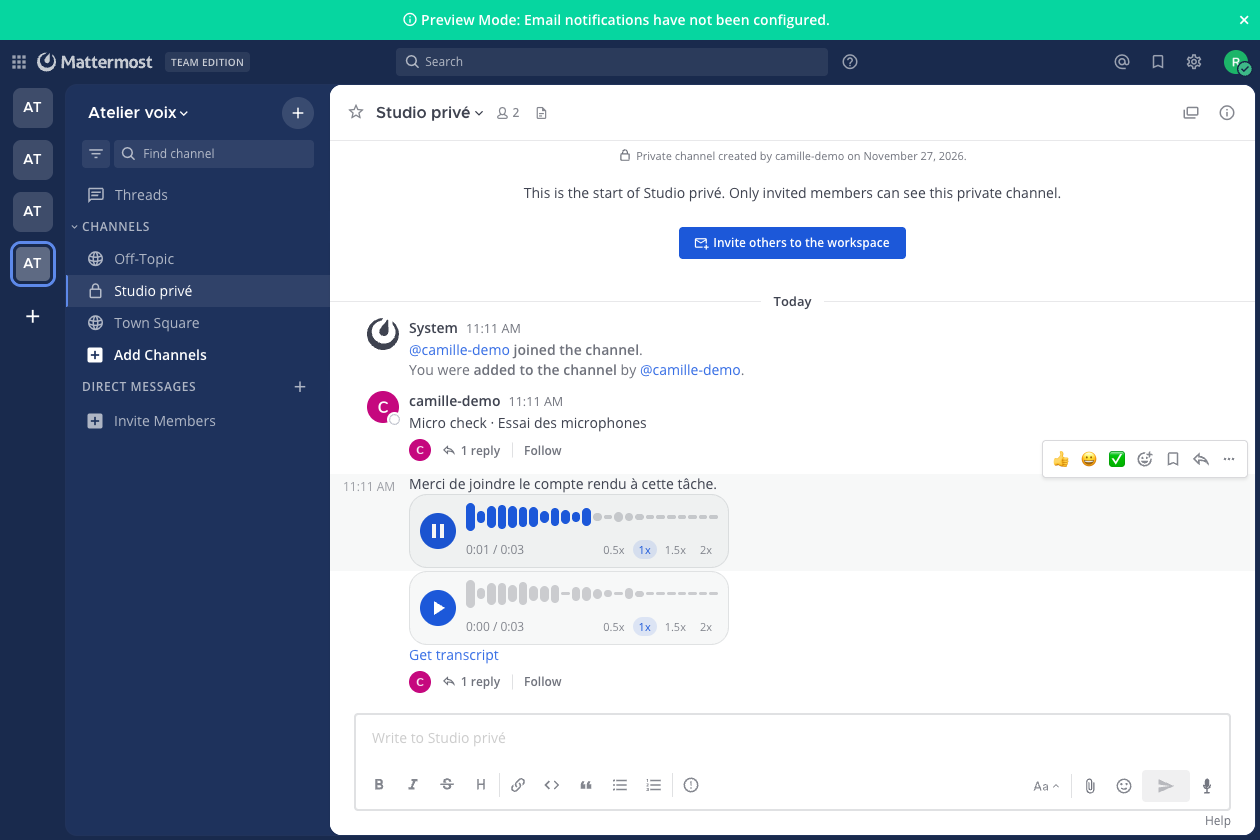 Preview Mode: Email notifications have not been configured.
Mattermost
TEAM EDITION
Search
R
AT
AT
AT
AT
Atelier voix
Find channel
Threads
CHANNELS
Off-Topic
Studio privé
Town Square
Add Channels
DIRECT MESSAGES
Invite Members
Studio privé
2
Private channel created by camille-demo on November 27, 2026.
This is the start of Studio privé. Only invited members can see this private channel.
Invite others to the workspace
Today
System 11:11 AM
@camille-demo joined the channel.
You were added to the channel by @camille-demo.
C
camille-demo 11:11 AM
Micro check · Essai des microphones
C 1 reply Follow
11:11 AM Merci de joindre le compte rendu à cette tâche.
0:01 / 0:03 0.5x 1x 1.5x 2x
0:00 / 0:03 0.5x 1x 1.5x 2x
Get transcript
C 1 reply Follow
Write to Studio privé
B I S H Aa
Help